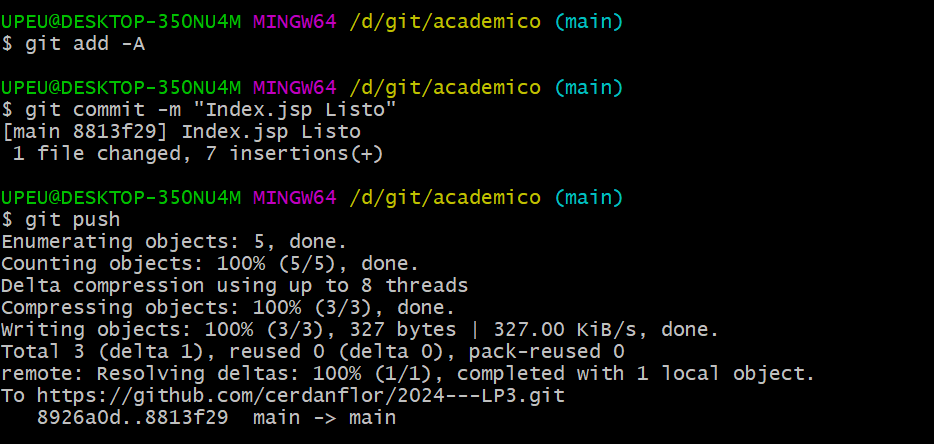 UPEU@DESKTOP-350NU4M MINGW64 /d/git/academico (main)
$ git add -A
UPEU@DESKTOP-350NU4M MINGW64 /d/git/academico (main)
$ git commit -m "Index.jsp Listo"
[main 8813f29] Index.jsp Listo
 1 file changed, 7 insertions(+)
UPEU@DESKTOP-350NU4M MINGW64 /d/git/academico (main)
$ git push
Enumerating objects: 5, done.
Counting objects: 100% (5/5), done.
Delta compression using up to 8 threads
Compressing objects: 100% (3/3), done.
Writing objects: 100% (3/3), 327 bytes | 327.00 KiB/s, done.
Total 3 (delta 1), reused 0 (delta 0), pack-reused 0
remote: Resolving deltas: 100% (1/1), completed with 1 local object.
To https://github.com/cerdanflor/2024---LP3.git
   8926a0d..8813f29  main -> main